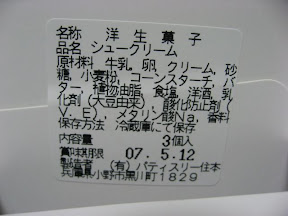 名称 洋生菓子
品名 シュークリーム
原材料 牛乳、卵、クリーム、砂
糖、小麦粉、コーンスターチ、バ
ター、植物油脂、食塩、洋酒、乳
化剤(大豆由来)、酸化防止剤(
V.E)、メタリン酸Na、香料
保存方法 冷蔵庫にて保存
内容量 3個入
賞味期限 07.5.12
製造者 (有)パティスリー住本
兵庫県小野市黒川町1829